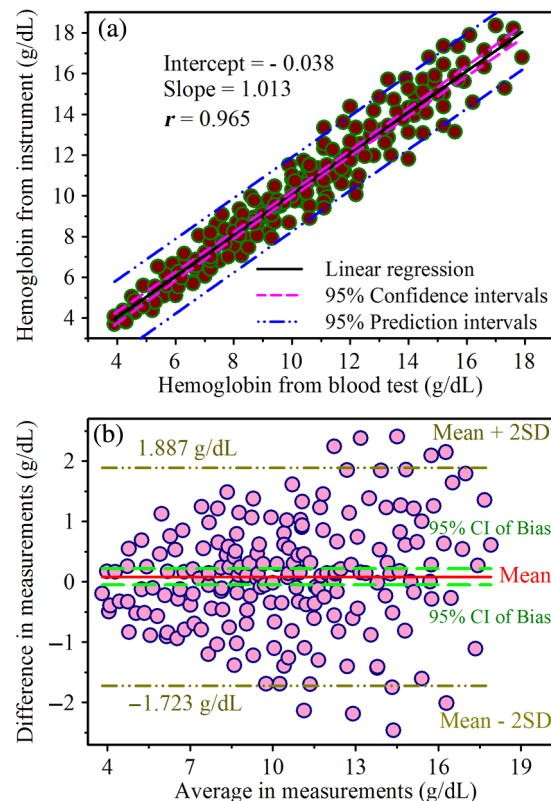 (a)
Intercept = - 0.038
Slope = 1.013
r = 0.965
Hemoglobin from instrument (g/dL)
18
16
14
12
10
8
6
4
Linear regression
95% Confidence intervals
95% Prediction intervals
4 6 8 10 12 14 16 18
Hemoglobin from blood test (g/dL)
(b)
Mean + 2SD
1.887 g/dL
Difference in measurements (g/dL)
2
1
0
−1
−2
95% CI of Bias
Mean
95% CI of Bias
−1.723 g/dL
Mean - 2SD
4 7 10 13 16 19
Average in measurements (g/dL)